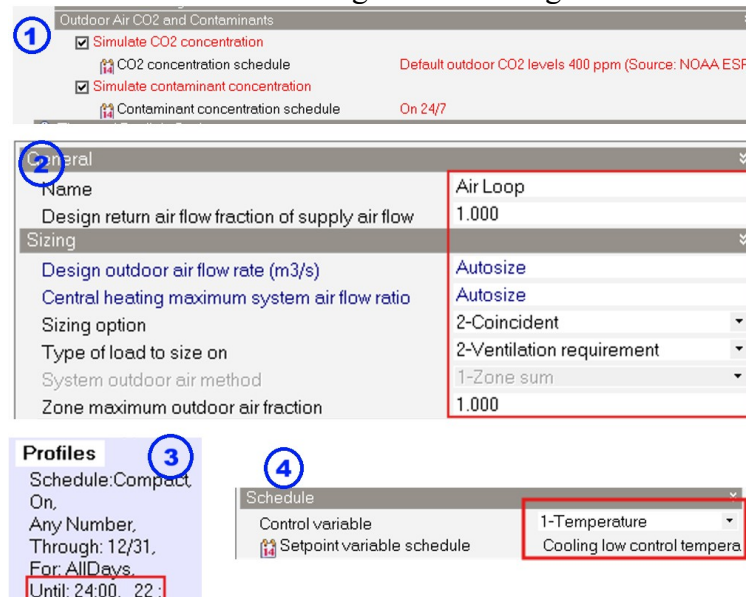 1
Outdoor Air CO2 and Contaminants
Simulate CO2 concentration
CO2 concentration schedule Default outdoor CO2 levels 400 ppm (Source: NOAA ESR
Simulate contaminant concentration
Contaminant concentration schedule On 24/7
2
General
Name Air Loop
Design return air flow fraction of supply air flow 1.000
Sizing
Design outdoor air flow rate (m3/s) Autosize
Central heating maximum system air flow ratio Autosize
Sizing option 2-Coincident
Type of load to size on 2-Ventilation requirement
System outdoor air method 1-Zone sum
Zone maximum outdoor air fraction 1.000
Profiles
3
Schedule:Compact,
On,
Any Number,
Through: 12/31,
For: AllDays,
Until: 24:00, 22 ;
4
Schedule
Control variable 1-Temperature
Setpoint variable schedule Cooling low control tempera